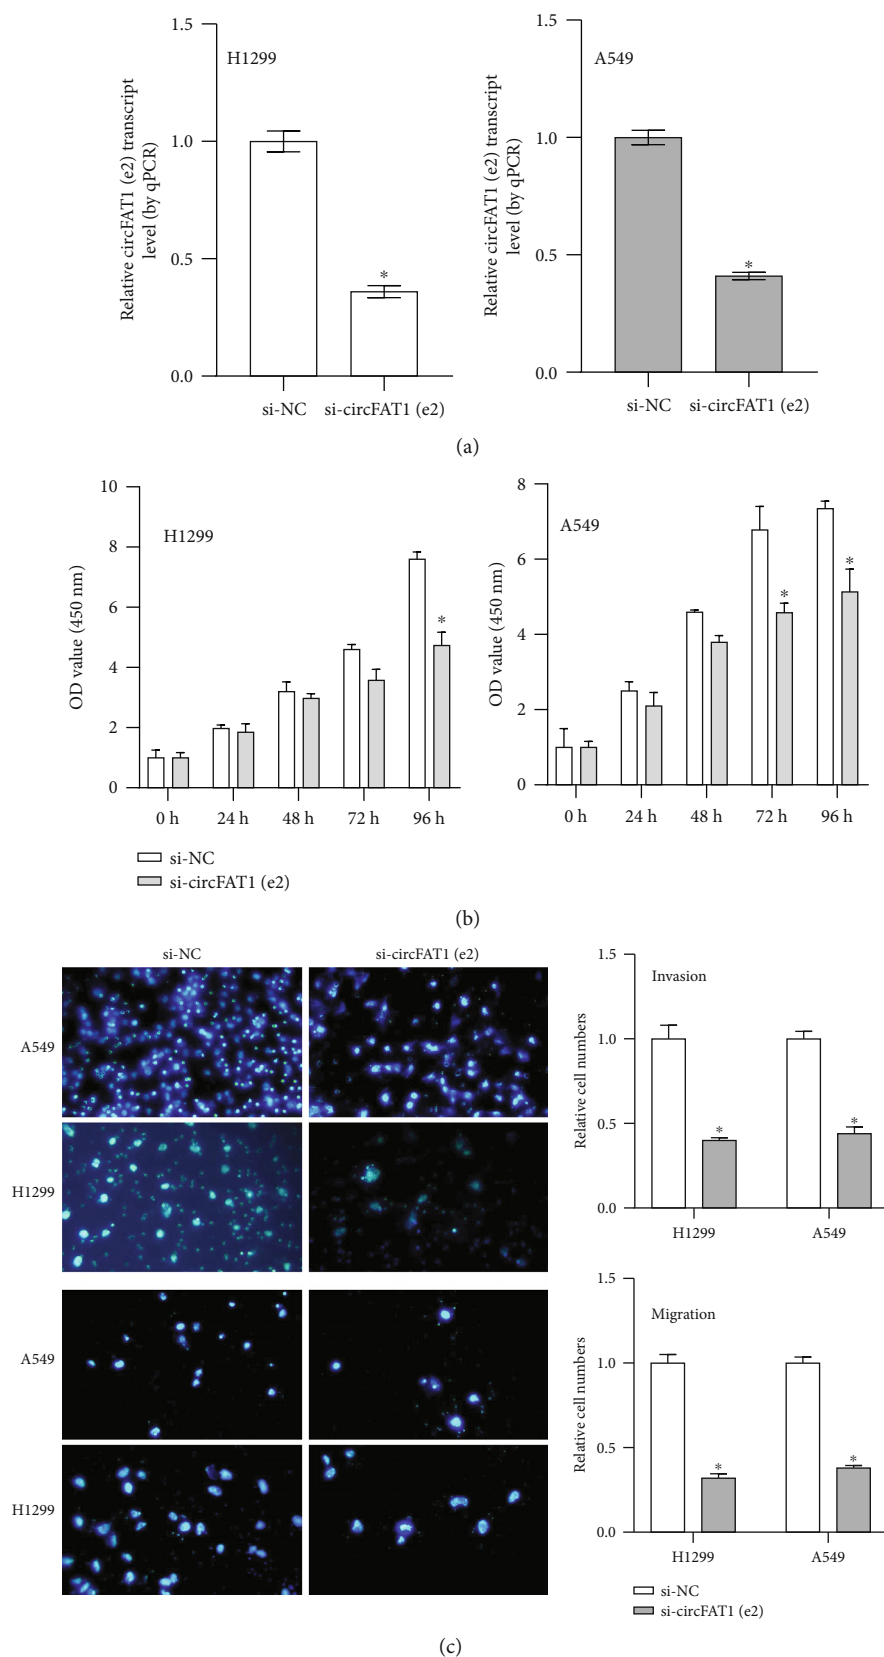 H1299
Relative circFAT1 (e2) transcript
level (by qPCR)
1.5
1.0
0.5
0.0
*
si-NC
si-circFAT1 (e2)
A549
Relative circFAT1 (e2) transcript
level (by qPCR)
1.5
1.0
0.5
0.0
*
si-NC
si-circFAT1 (e2)
(a)
H1299
OD value (450 nm)
10
8
6
4
2
0
*
0 h
24 h
48 h
72 h
96 h
A549
OD value (450 nm)
8
6
4
2
0
*
*
0 h
24 h
48 h
72 h
96 h
si-NC
si-circFAT1 (e2)
(b)
si-NC
si-circFAT1 (e2)
A549
H1299
A549
H1299
Invasion
Relative cell numbers
1.5
1.0
0.5
0.0
*
*
H1299
A549
Migration
Relative cell numbers
1.5
1.0
0.5
0.0
*
*
H1299
A549
si-NC
si-circFAT1 (e2)
(c)